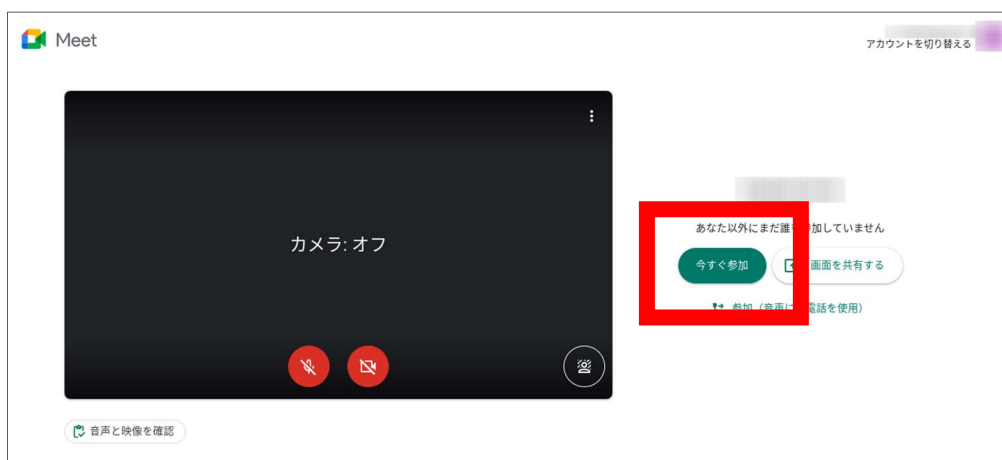 Meet
アカウントを切り替える
カメラ: オフ
あなた以外にまだ誰 加していません
今すぐ参加
画面を共有する
参加（音声に 電話を使用）
音声と映像を確認